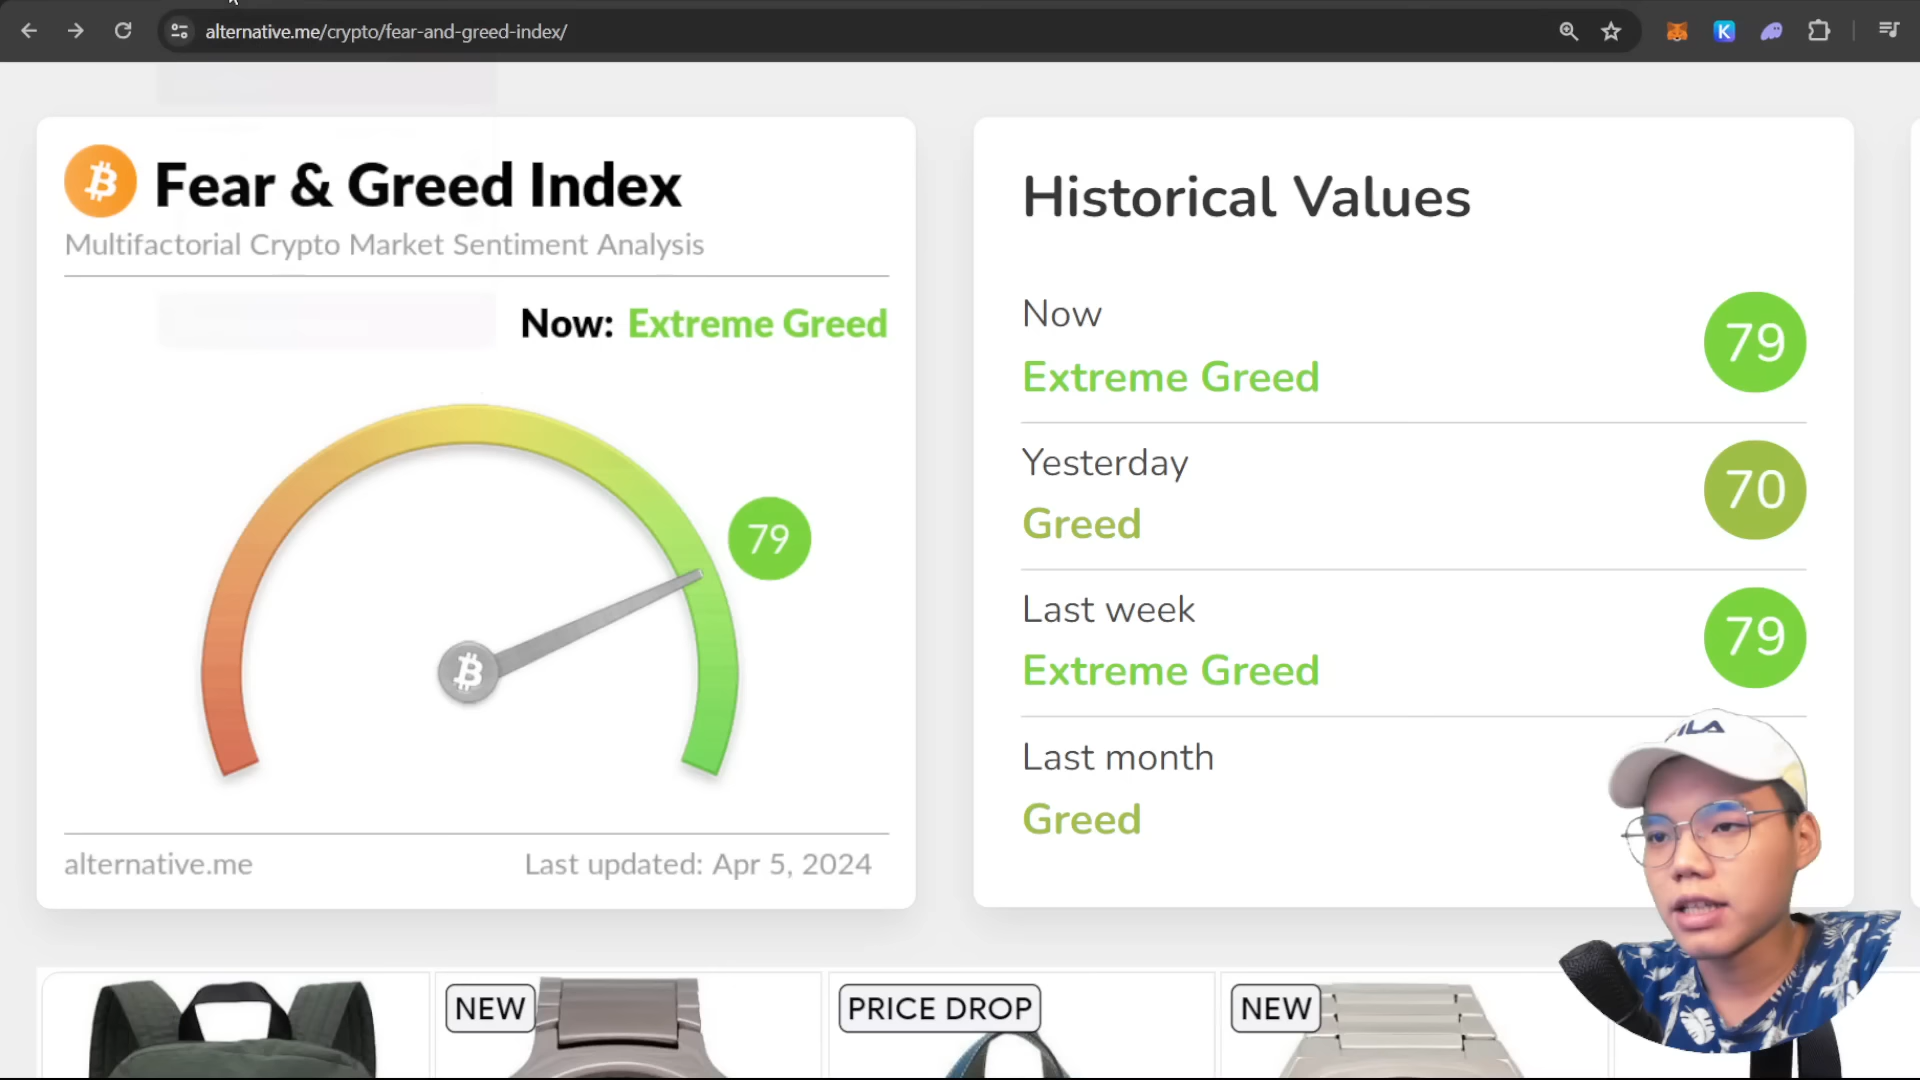 alternative.me/crypto/fear-and-greed-index/
Fear & Greed Index
Multifactorial Crypto Market Sentiment Analysis
Now: Extreme Greed
79
alternative.me
Last updated: Apr 5, 2024
Historical Values
Now
Extreme Greed
79
Yesterday
Greed
70
Last week
Extreme Greed
79
Last month
Greed
NEW
PRICE DROP
NEW